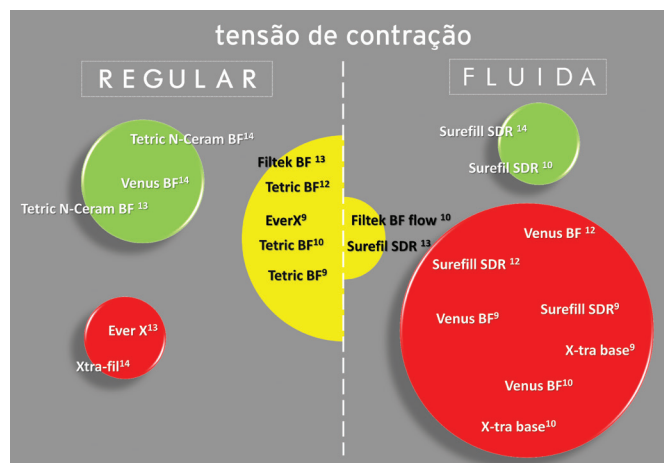 tensão de contração
REGULAR
Tetric N-Ceram BF14
Venus BF14
Tetric N-Ceram BF 13
Ever X13
Xtra-fil14
Filtek BF 13
Tetric BF12
EverX9
Tetric BF10
Tetric BF9
Filtek BF flow 10
Surefil SDR 13
FLUIDA
Surefill SDR 14
Surefil SDR 10
Venus BF 12
Surefill SDR 12
Surefill SDR9
Venus BF9
X-tra base9
Venus BF10
X-tra base10